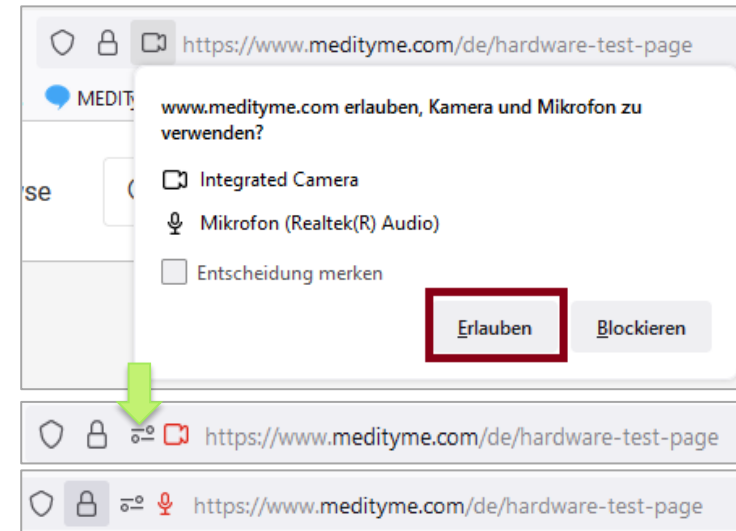 https://www.medityme.com/de/hardware-test-page
MEDIT
www.medityme.com erlauben, Kamera und Mikrofon zu
verwenden?
Integrated Camera
se
Mikrofon (Realtek(R) Audio)
Entscheidung merken
Erlauben Blockieren
https://www.medityme.com/de/hardware-test-page
https://www.medityme.com/de/hardware-test-page